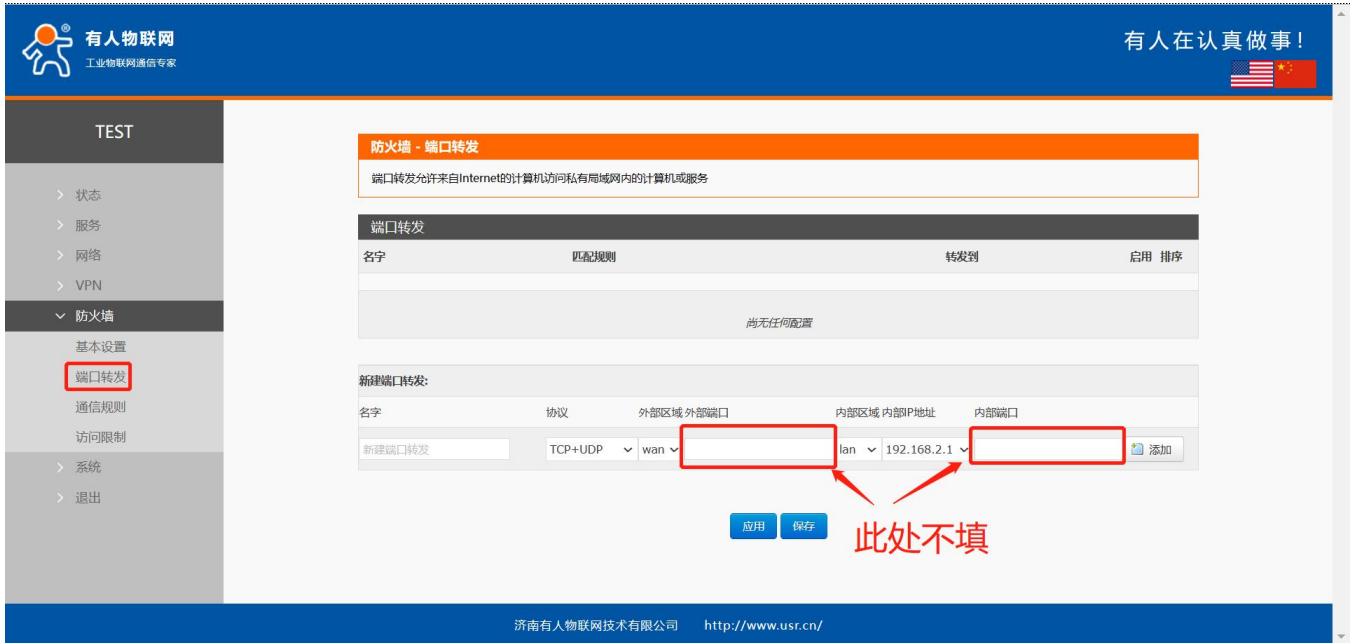 有人物联网
工业物联网通信专家
有人在认真做事!
TEST
状态
服务
网络
VPN
防火墙
基本设置
端口转发
通信规则
访问限制
系统
退出
防火墙 - 端口转发
端口转发允许来自Internet的计算机访问私有局域网内的计算机或服务
端口转发
名字 匹配规则 转发到 启用 排序
尚无任何配置
新建端口转发:
名字 协议 外部区域 外部端口 内部区域 内部IP地址 内部端口
新建端口转发 TCP+UDP wan lan 192.168.2.1 添加
应用 保存
此处不填
济南有人物联网技术有限公司 http://www.usr.cn/